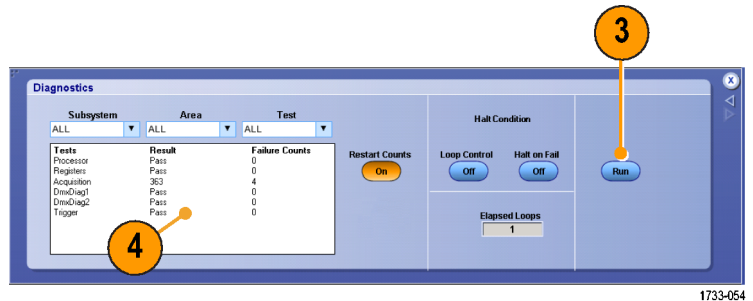 3
Diagnostics
X
Subsystem Area Test
ALL ALL ALL
Halt Condition
Tests Result Failure Counts
Processor Pass 0
Registers Pass 0
Acquisition 363 4
DmxDiag1 Pass 0
DmxDiag2 Pass 0
Trigger Pass 0
Restart Counts
On
Loop Control Halt on Fail
Off Off
Run
Elapsed Loops
1
4
1733-054